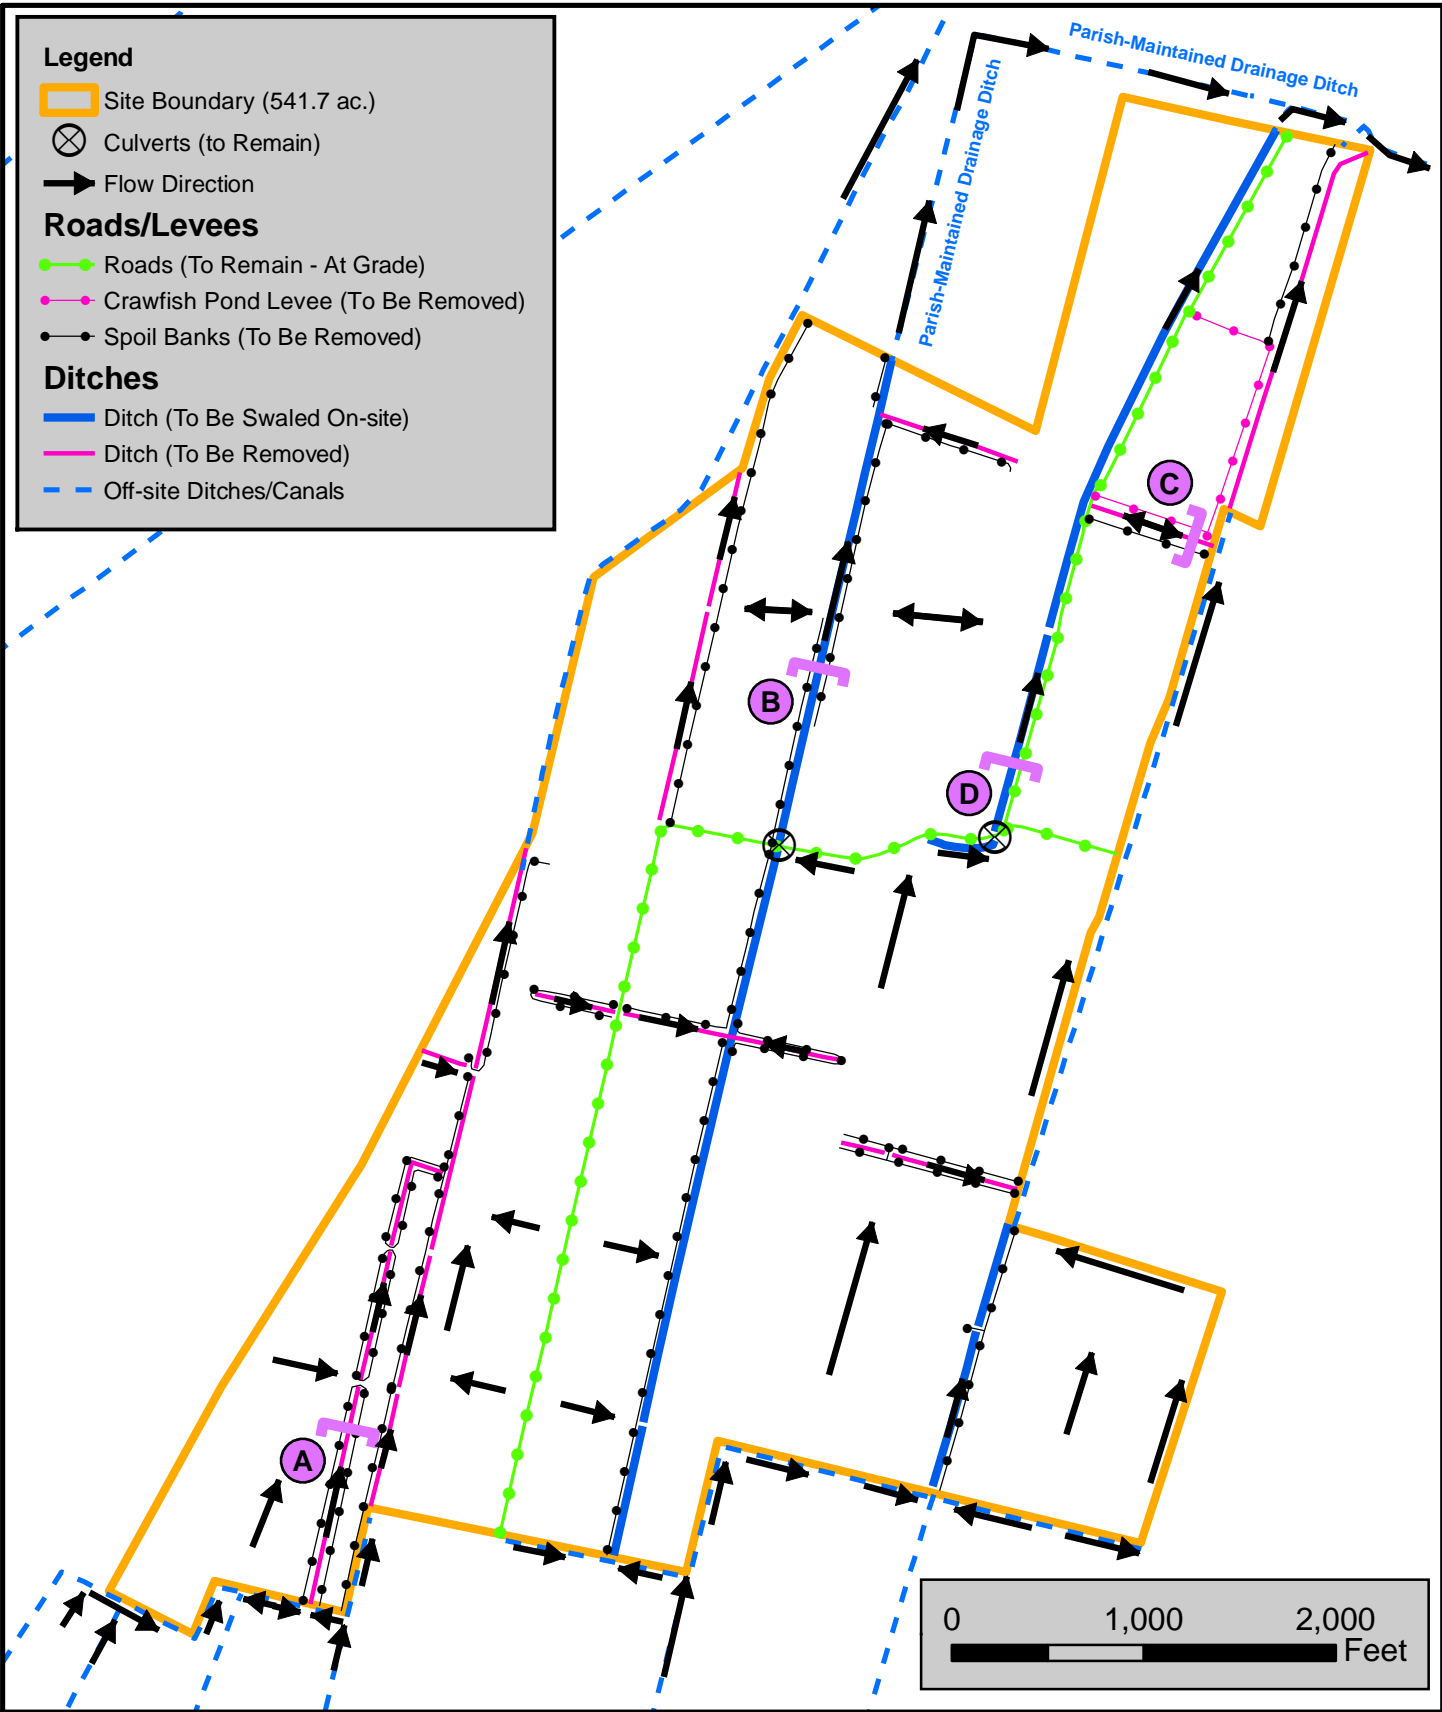 Legend
Site Boundary (541.7 ac.)
Culverts (to Remain)
Flow Direction
Roads/Levees
Roads (To Remain - At Grade)
Crawfish Pond Levee (To Be Removed)
Spoil Banks (To Be Removed)
Ditches
Ditch (To Be Swaled On-site)
Ditch (To Be Removed)
Off-site Ditches/Canals
Parish-Maintained Drainage Ditch
Parish-Maintained Drainage Ditch
C
B
D
A
0 1,000 2,000
Feet